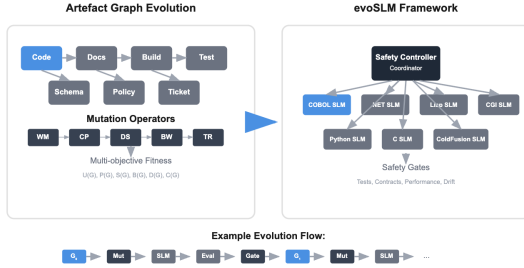 Artefact Graph Evolution
evoSLM Framework
Code
Docs
Build
Test
Schema
Policy
Ticket
Mutation Operators
WM
CP
DS
BW
TR
Multi-objective Fitness
U(G), P(G), S(G), B(G), D(G), C(G)
Safety Controller
Coordinator
COBOL SLM
.NET SLM
SLM
CGI SLM
Python SLM
C SLM
ColdFusion SLM
Safety Gates
Tests, Contracts, Performance, Drift
Example Evolution Flow:
G
Mut
SLM
Eval
Gate
G
Mut
SLM
...